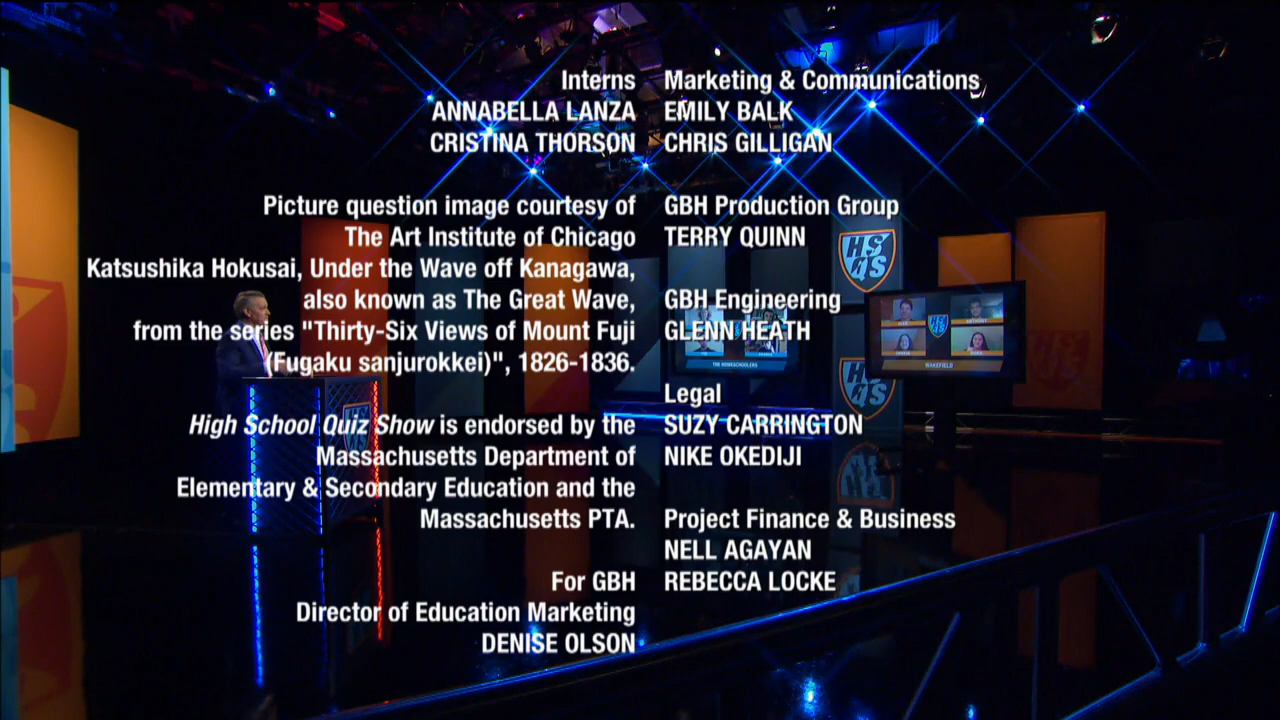 Interns
ANNABELLA LANZA
CRISTINA THORSON
Picture question image courtesy of
The Art Institute of Chicago
Katsushika Hokusai, Under the Wave off Kanagawa,
also known as The Great Wave,
from the series "Thirty-Six Views of Mount Fuji
(Fugaku sanjurokkei)", 1826-1836.
High School Quiz Show is endorsed by the
Massachusetts Department of
Elementary & Secondary Education and the
Massachusetts PTA.
For GBH
Director of Education Marketing
DENISE OLSON
Marketing & Communications
EMILY BALK
CHRIS GILLIGAN
GBH Production Group
TERRY QUINN
GBH Engineering
GLENN HEATH
Legal
SUZY CARRINGTON
NIKE OKEDIJI
Project Finance & Business
NELL AGAYAN
REBECCA LOCKE
HS
QS
THE HOMESCHOOLERS
WAKEFIELD